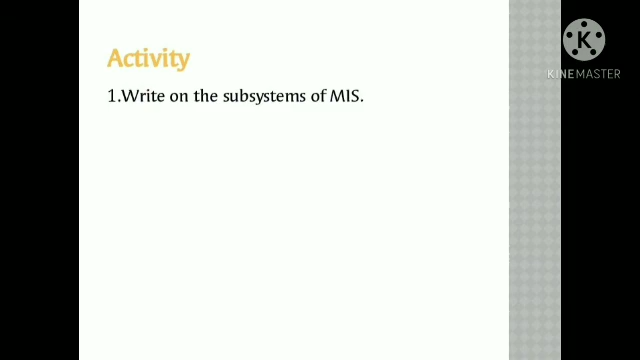 Activity
1.Write on the subsystems of MIS.
K
KINEMASTER